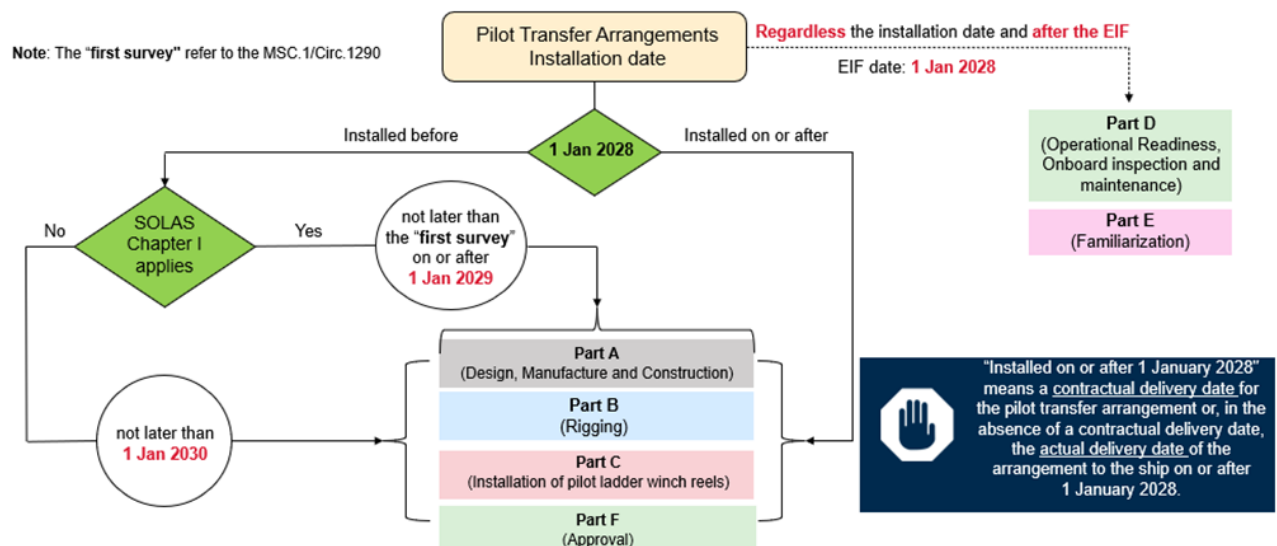 Note: The “first survey" refer to the MSC.1/Circ.1290
Pilot Transfer Arrangements
Installation date
Regardless the installation date and after the EIF
EIF date: 1 Jan 2028
Installed before
1 Jan 2028
Installed on or after
Part D
(Operational Readiness,
Onboard inspection and
maintenance)
Part E
(Familiarization)
No
SOLAS
Chapter I
applies
Yes
not later than
the “first survey”
on or after
1 Jan 2029
Part A
(Design, Manufacture and Construction)
Part B
(Rigging)
Part C
(Installation of pilot ladder winch reels)
Part F
(Approval)
not later than
1 Jan 2030
“Installed on or after 1 January 2028"
means a contractual delivery date for
the pilot transfer arrangement or, in the
absence of a contractual delivery date,
the actual delivery date of the
arrangement to the ship on or after
1 January 2028.